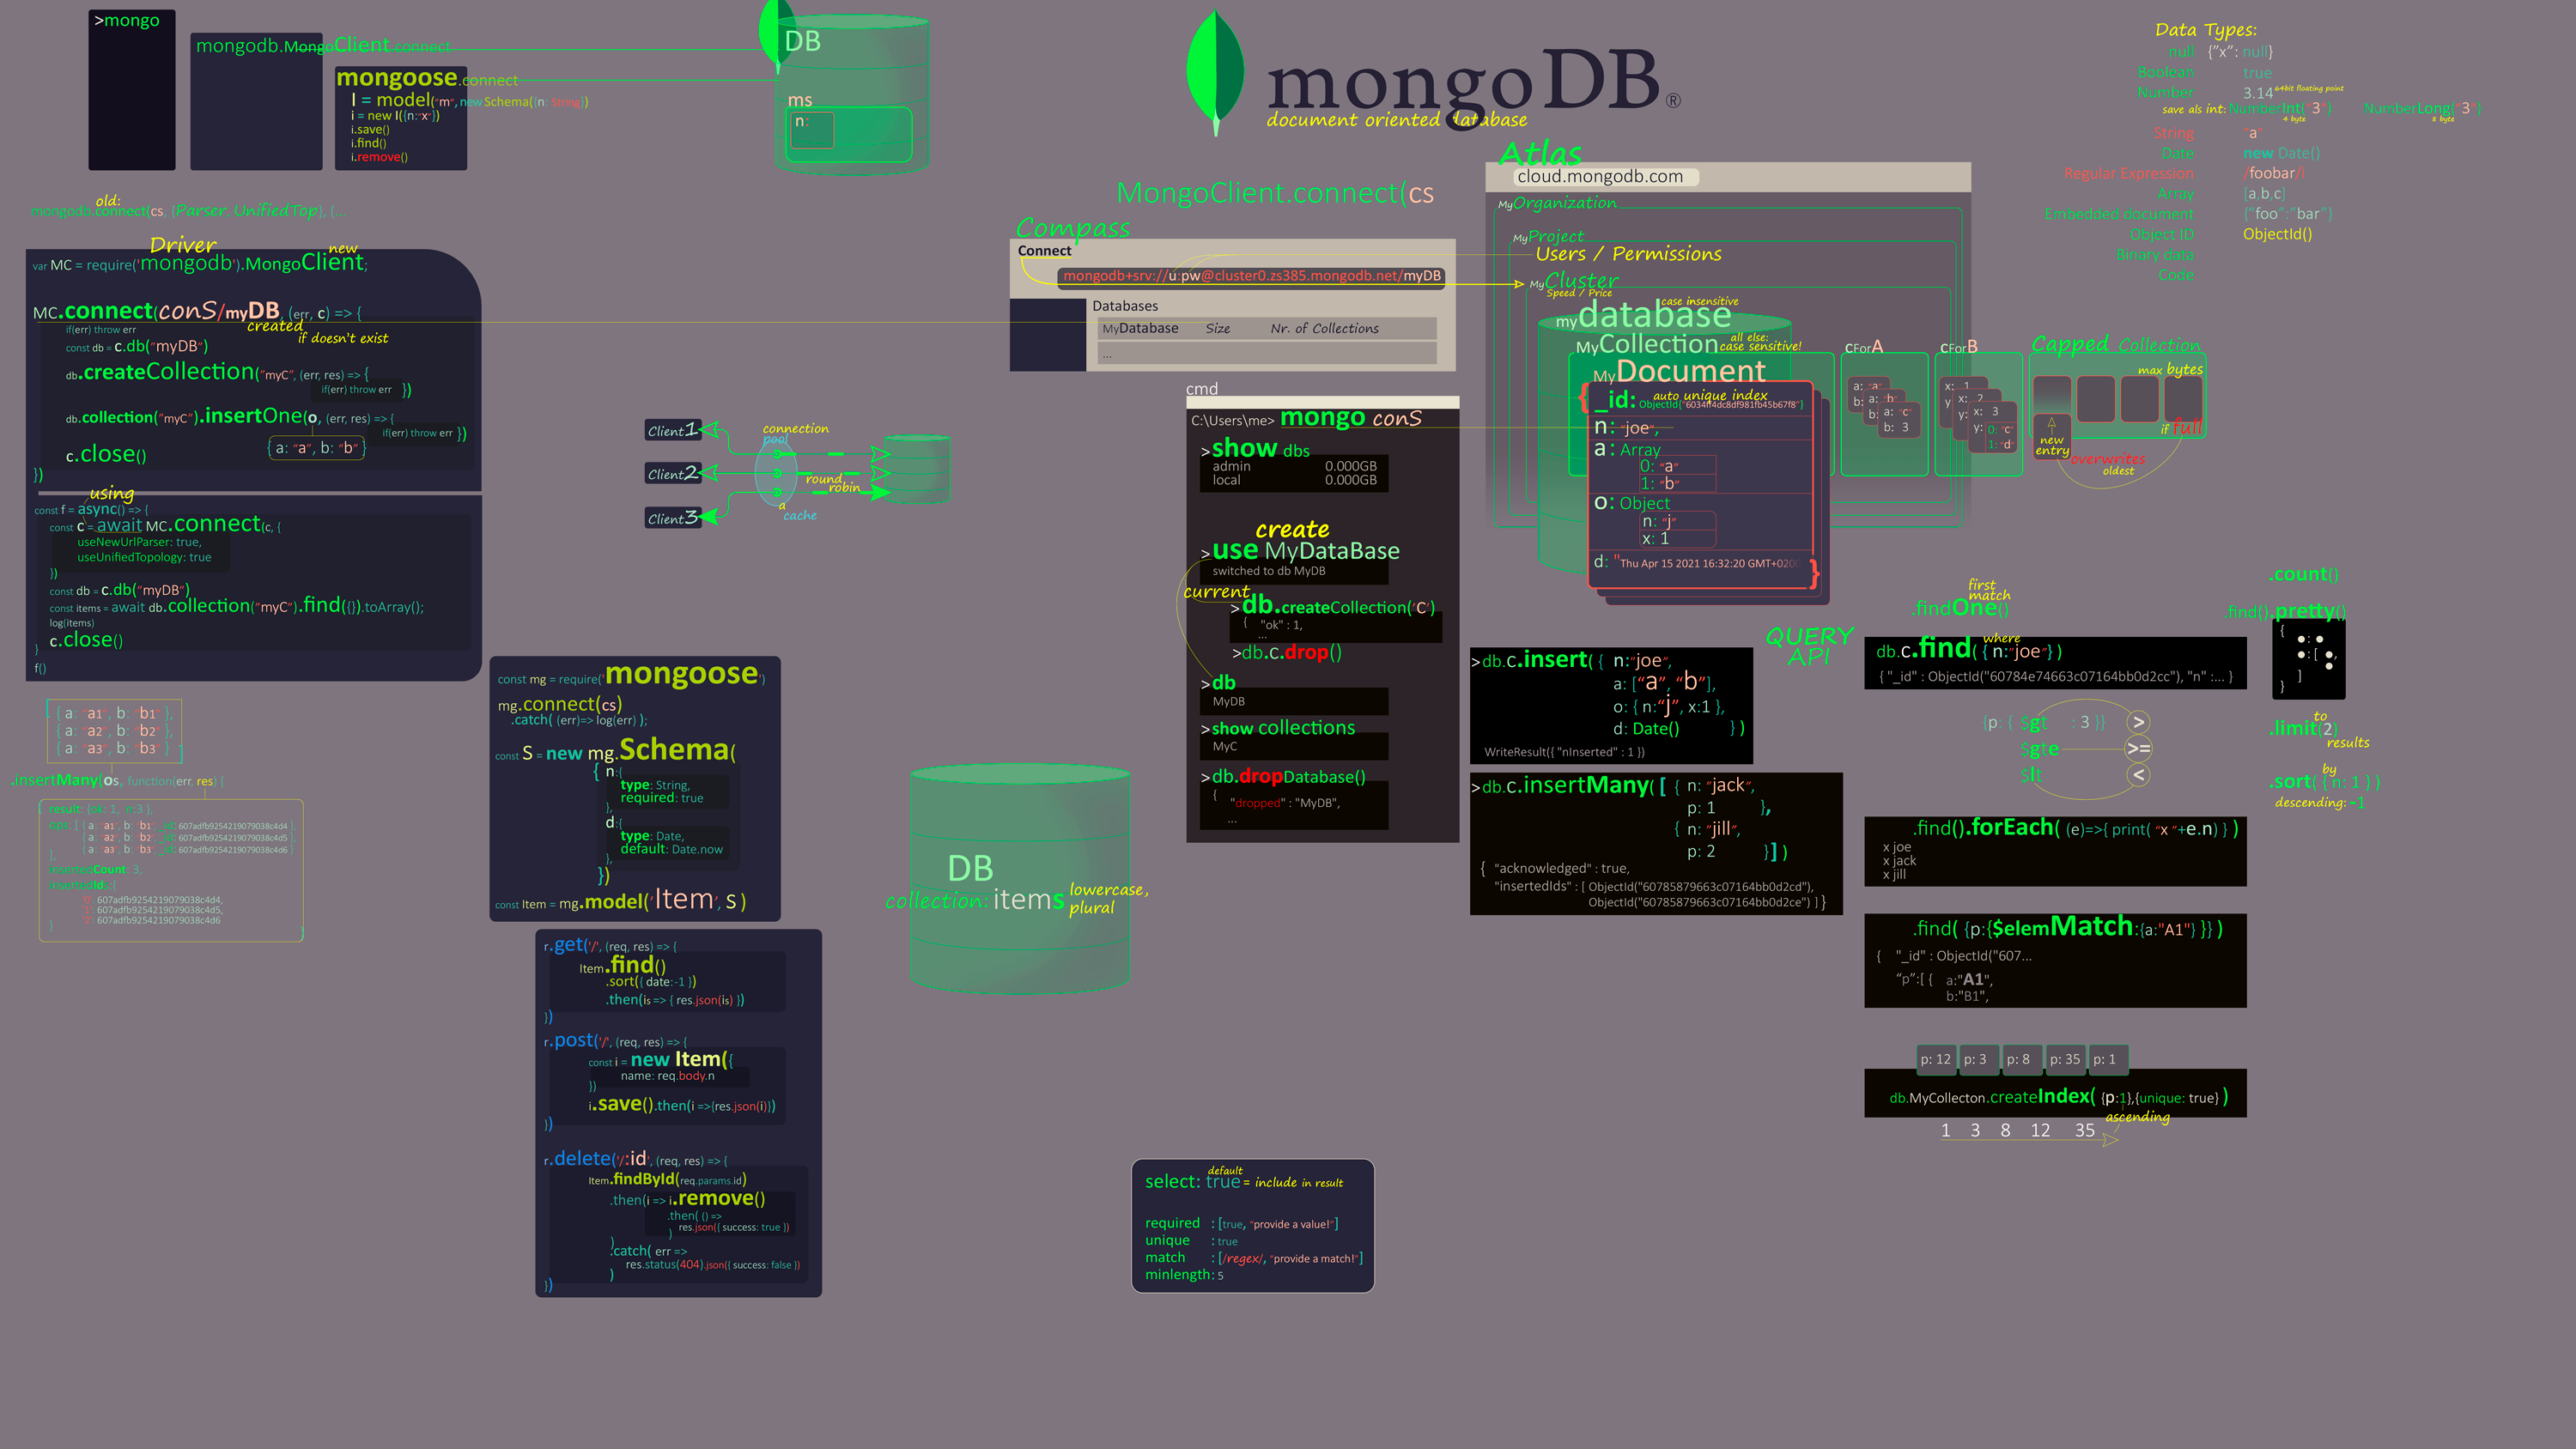 >mongo
mongodb.MongoClient.connect
mongoose.connect
I = model("m", new Schema({n: String})
i = new I({n:"x"})
i.save()
i.find()
i.remove()
DB
ms
n:
mongoDB®
document oriented database
Data Types:
null {"x": null}
Boolean true
Number 3.14 64bit floating point
save als int: NumberInt("3") NumberLong("3")
4 byte 8 byte
String "a"
Date new Date()
Regular Expression /foobar/i
Array [a,b,c]
Embedded document {"foo":"bar"}
Object ID ObjectId()
Binary data
Code
old:
mongodb.connect(cs, {Parser, UnifiedTop}, (...
Driver
new
var MC = require('mongodb').MongoClient;
MC.connect(conS/myDB, (err, c) => {
created
if doesn't exist
if(err) throw err
const db = c.db("myDB")
db.createCollection("myC", (err, res) => {
if(err) throw err })
db.collection("myC").insertOne(o, (err, res) => {
if(err) throw err })
{ a: "a", b: "b" }
c.close()
})
using
const f = async() => {
const c = await MC.connect(c, {
useNewUrlParser: true,
useUnifiedTopology: true
})
const db = c.db("myDB")
const items = await db.collection("myC").find({}).toArray();
log(items)
c.close()
}
f()
[ { a: "a1", b: "b1" },
{ a: "a2", b: "b2" },
{ a: "a3", b: "b3" } ]
.insertMany(os, function(err, res) {
result: {ok: 1, n:3 },
ops: [ { a: "a1", b: "b1", _id: 607adfb9254219079038c4d4 },
{ a: "a2", b: "b2", _id: 607adfb9254219079038c4d5 },
{ a: "a3", b: "b3", _id: 607adfb9254219079038c4d6 }
],
insertedCount: 3,
insertedIds:{
'0': 607adfb9254219079038c4d4,
'1': 607adfb9254219079038c4d5,
'2': 607adfb9254219079038c4d6
}
}
Client1
Client2
Client3
connection
pool
round
robin
a
cache
const mg = require('mongoose')
mg.connect(cs)
.catch( (err)=> log(err) );
const S = new mg.Schema(
{ n:{
type: String,
required: true
},
d:{
type: Date,
default: Date.now
},
})
const Item = mg.model('Item', s )
DB
collection: items
lowercase,
plural
r.get('/', (req, res) => {
Item.find()
.sort({ date:-1 })
.then(is => { res.json(is) })
})
r.post('/', (req, res) => {
const i = new Item({
name: req.body.n
})
i.save().then(i =>{res.json(i)})
})
r.delete('/:id', (req, res) => {
Item.findById(req.params.id)
.then(i => i.remove()
.then( () =>
res.json({ success: true })
)
)
.catch( err =>
res.status(404).json({ success: false })
)
})
MongoClient.connect(cs
Compass
Connect
mongodb+srv://u:pw@cluster0.zs385.mongodb.net/myDB
Databases
MyDatabase Size Nr. of Collections
...
cmd
C:\Users\me> mongo conS
>show dbs
admin 0.000GB
local 0.000GB
create
>use MyDataBase
switched to db MyDB
current
>db.createCollection('C')
{ "ok" : 1,
...
>db.c.drop()
>db
MyDB
>show collections
MyC
>db.dropDatabase()
{
"dropped" : "MyDB",
...
Atlas
cloud.mongodb.com
MyOrganization
MyProject
Users / Permissions
MyCluster
Speed / Price
case insensitive
mydatabase
all else:
case sensitive!
MyCollection
MyDocument
{ auto unique index
_id: ObjectId("6034ff4dc8df981fb45b67f8")
n: "joe",
a: Array
0: "a"
1: "b"
o: Object
n: "j"
x: 1
d: "Thu Apr 15 2021 16:32:20 GMT+020
}
cForA
a: "a"
b:
a: "b"
b:
a: "c"
b: 3
cForB
x: 1
y
x: 2
y:
x: 3
y: 0: "c"
1: "d"
Capped Collection
max bytes
if full
new
entry
overwrites
oldest
QUERY
API
>db.c.insert( { n:"joe",
a: ["a", "b"],
o: { n:"j", x:1 },
d: Date() } )
WriteResult({ "nInserted" : 1 })
>db.c.insertMany( [ { n: "jack",
p: 1 },
{ n: "jill",
p: 2 }] )
{ "acknowledged" : true,
"insertedIds" : [ ObjectId("60785879663c07164bb0d2cd"),
ObjectId("60785879663c07164bb0d2ce") ] }
first
match
.findOne()
where
db.c.find( { n:"joe"} )
{ "_id" : ObjectId("60784e74663c07164bb0d2cc"), "n" :... }
{p: { $gt : 3 }} >
$gte >=
$lt <
.find().forEach( (e)=>{ print( "x "+e.n) } )
x joe
x jack
x jill
.find( {p:{$elemMatch:{a:"A1"} }} )
{ "_id" : ObjectId("607...
"p":[ { a:"A1",
b:"B1",
p: 12 p: 3 p: 8 p: 35 p: 1
db.MyCollecton.createIndex( {p:1},{unique: true} )
ascending
1 3 8 12 35
.count()
.find().pretty()
{
: 
:[ ,
]
}
to
.limit(2)
results
by
.sort( { n: 1 } )
descending: -1
default
select: true = include in result
required : [true, "provide a value!"]
unique : true
match : [/regex/, "provide a match!"]
minlength: 5